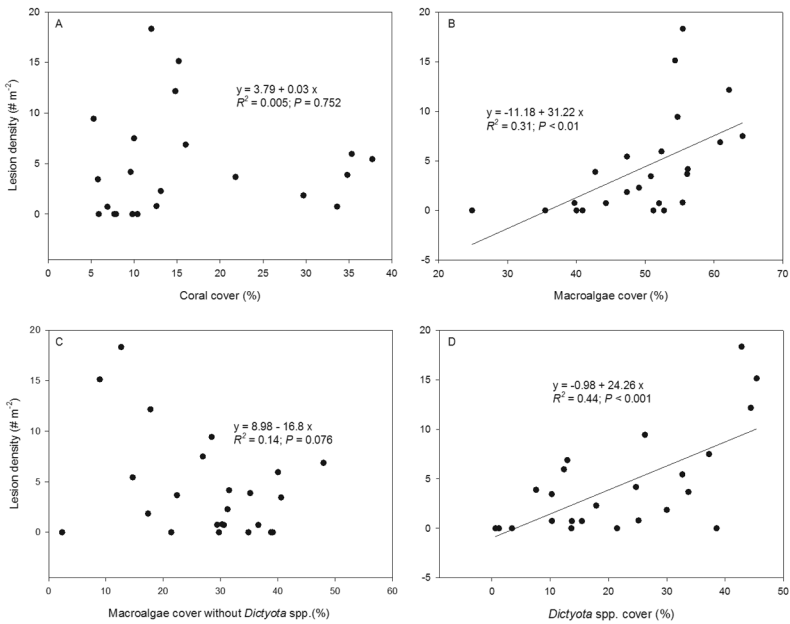 A
Lesion density (# m-2)
20
15
10
5
0
y = 3.79 + 0.03 x
R2 = 0.005; P = 0.752
0 5 10 15 20 25 30 35 40
Coral cover (%)
B
20
15
10
5
0
-5
y = -11.18 + 31.22 x
R2 = 0.31; P < 0.01
20 30 40 50 60 70
Macroalgae cover (%)
C
Lesion density (# m-2)
20
15
10
5
0
y = 8.98 - 16.8 x
R2 = 0.14; P = 0.076
0 10 20 30 40 50 60
Macroalgae cover without Dictyota spp.(%)
D
20
15
10
5
0
-5
y = -0.98 + 24.26 x
R2 = 0.44; P < 0.001
0 10 20 30 40 50
Dictyota spp. cover (%)